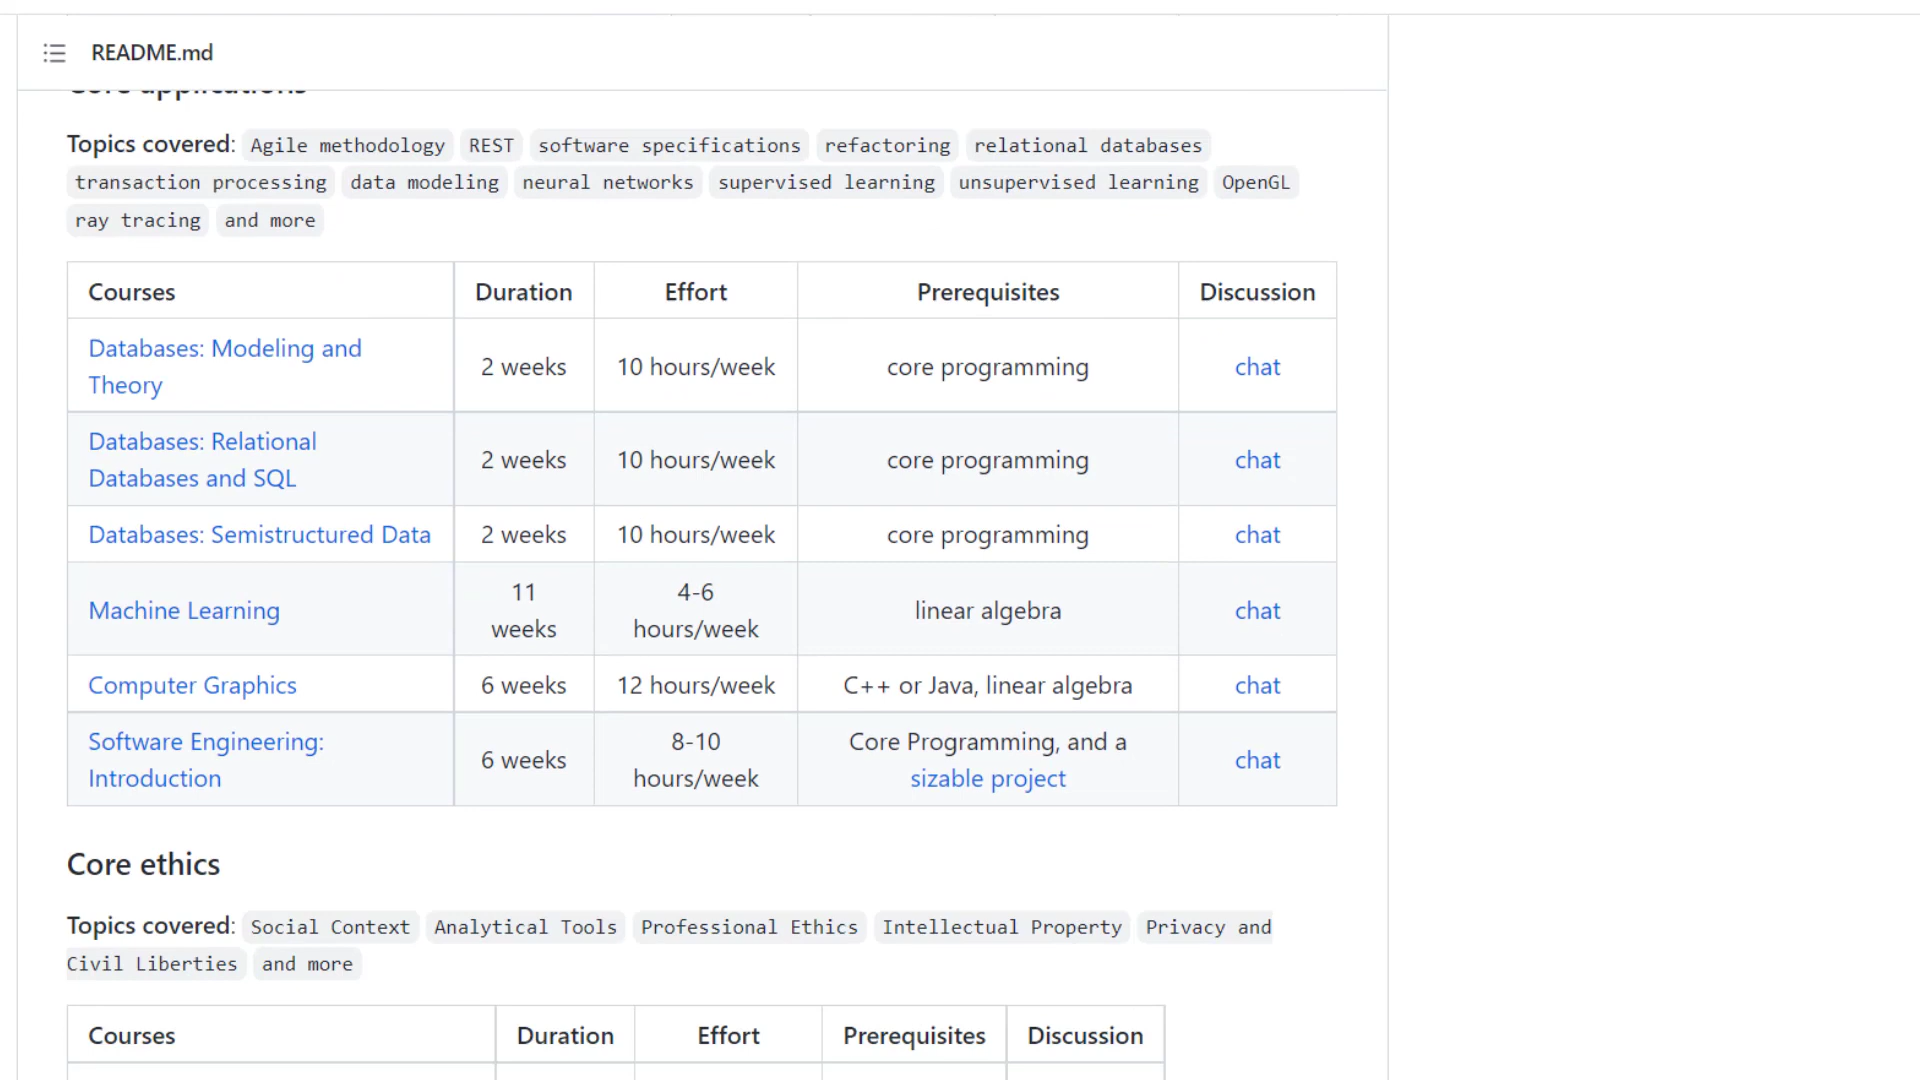 README.md
Core applications
Topics covered: Agile methodology REST software specifications refactoring relational databases
transaction processing data modeling neural networks supervised learning unsupervised learning OpenGL
ray tracing and more
Courses Duration Effort Prerequisites Discussion
Databases: Modeling and
Theory
2 weeks 10 hours/week core programming chat
Databases: Relational
Databases and SQL
2 weeks 10 hours/week core programming chat
Databases: Semistructured Data 2 weeks 10 hours/week core programming chat
Machine Learning
11
weeks
4-6
hours/week
linear algebra chat
Computer Graphics 6 weeks 12 hours/week C++ or Java, linear algebra chat
Software Engineering:
Introduction
6 weeks
8-10
hours/week
Core Programming, and a
sizable project
chat
Core ethics
Topics covered: Social Context Analytical Tools Professional Ethics Intellectual Property Privacy and
Civil Liberties and more
Courses Duration Effort Prerequisites Discussion